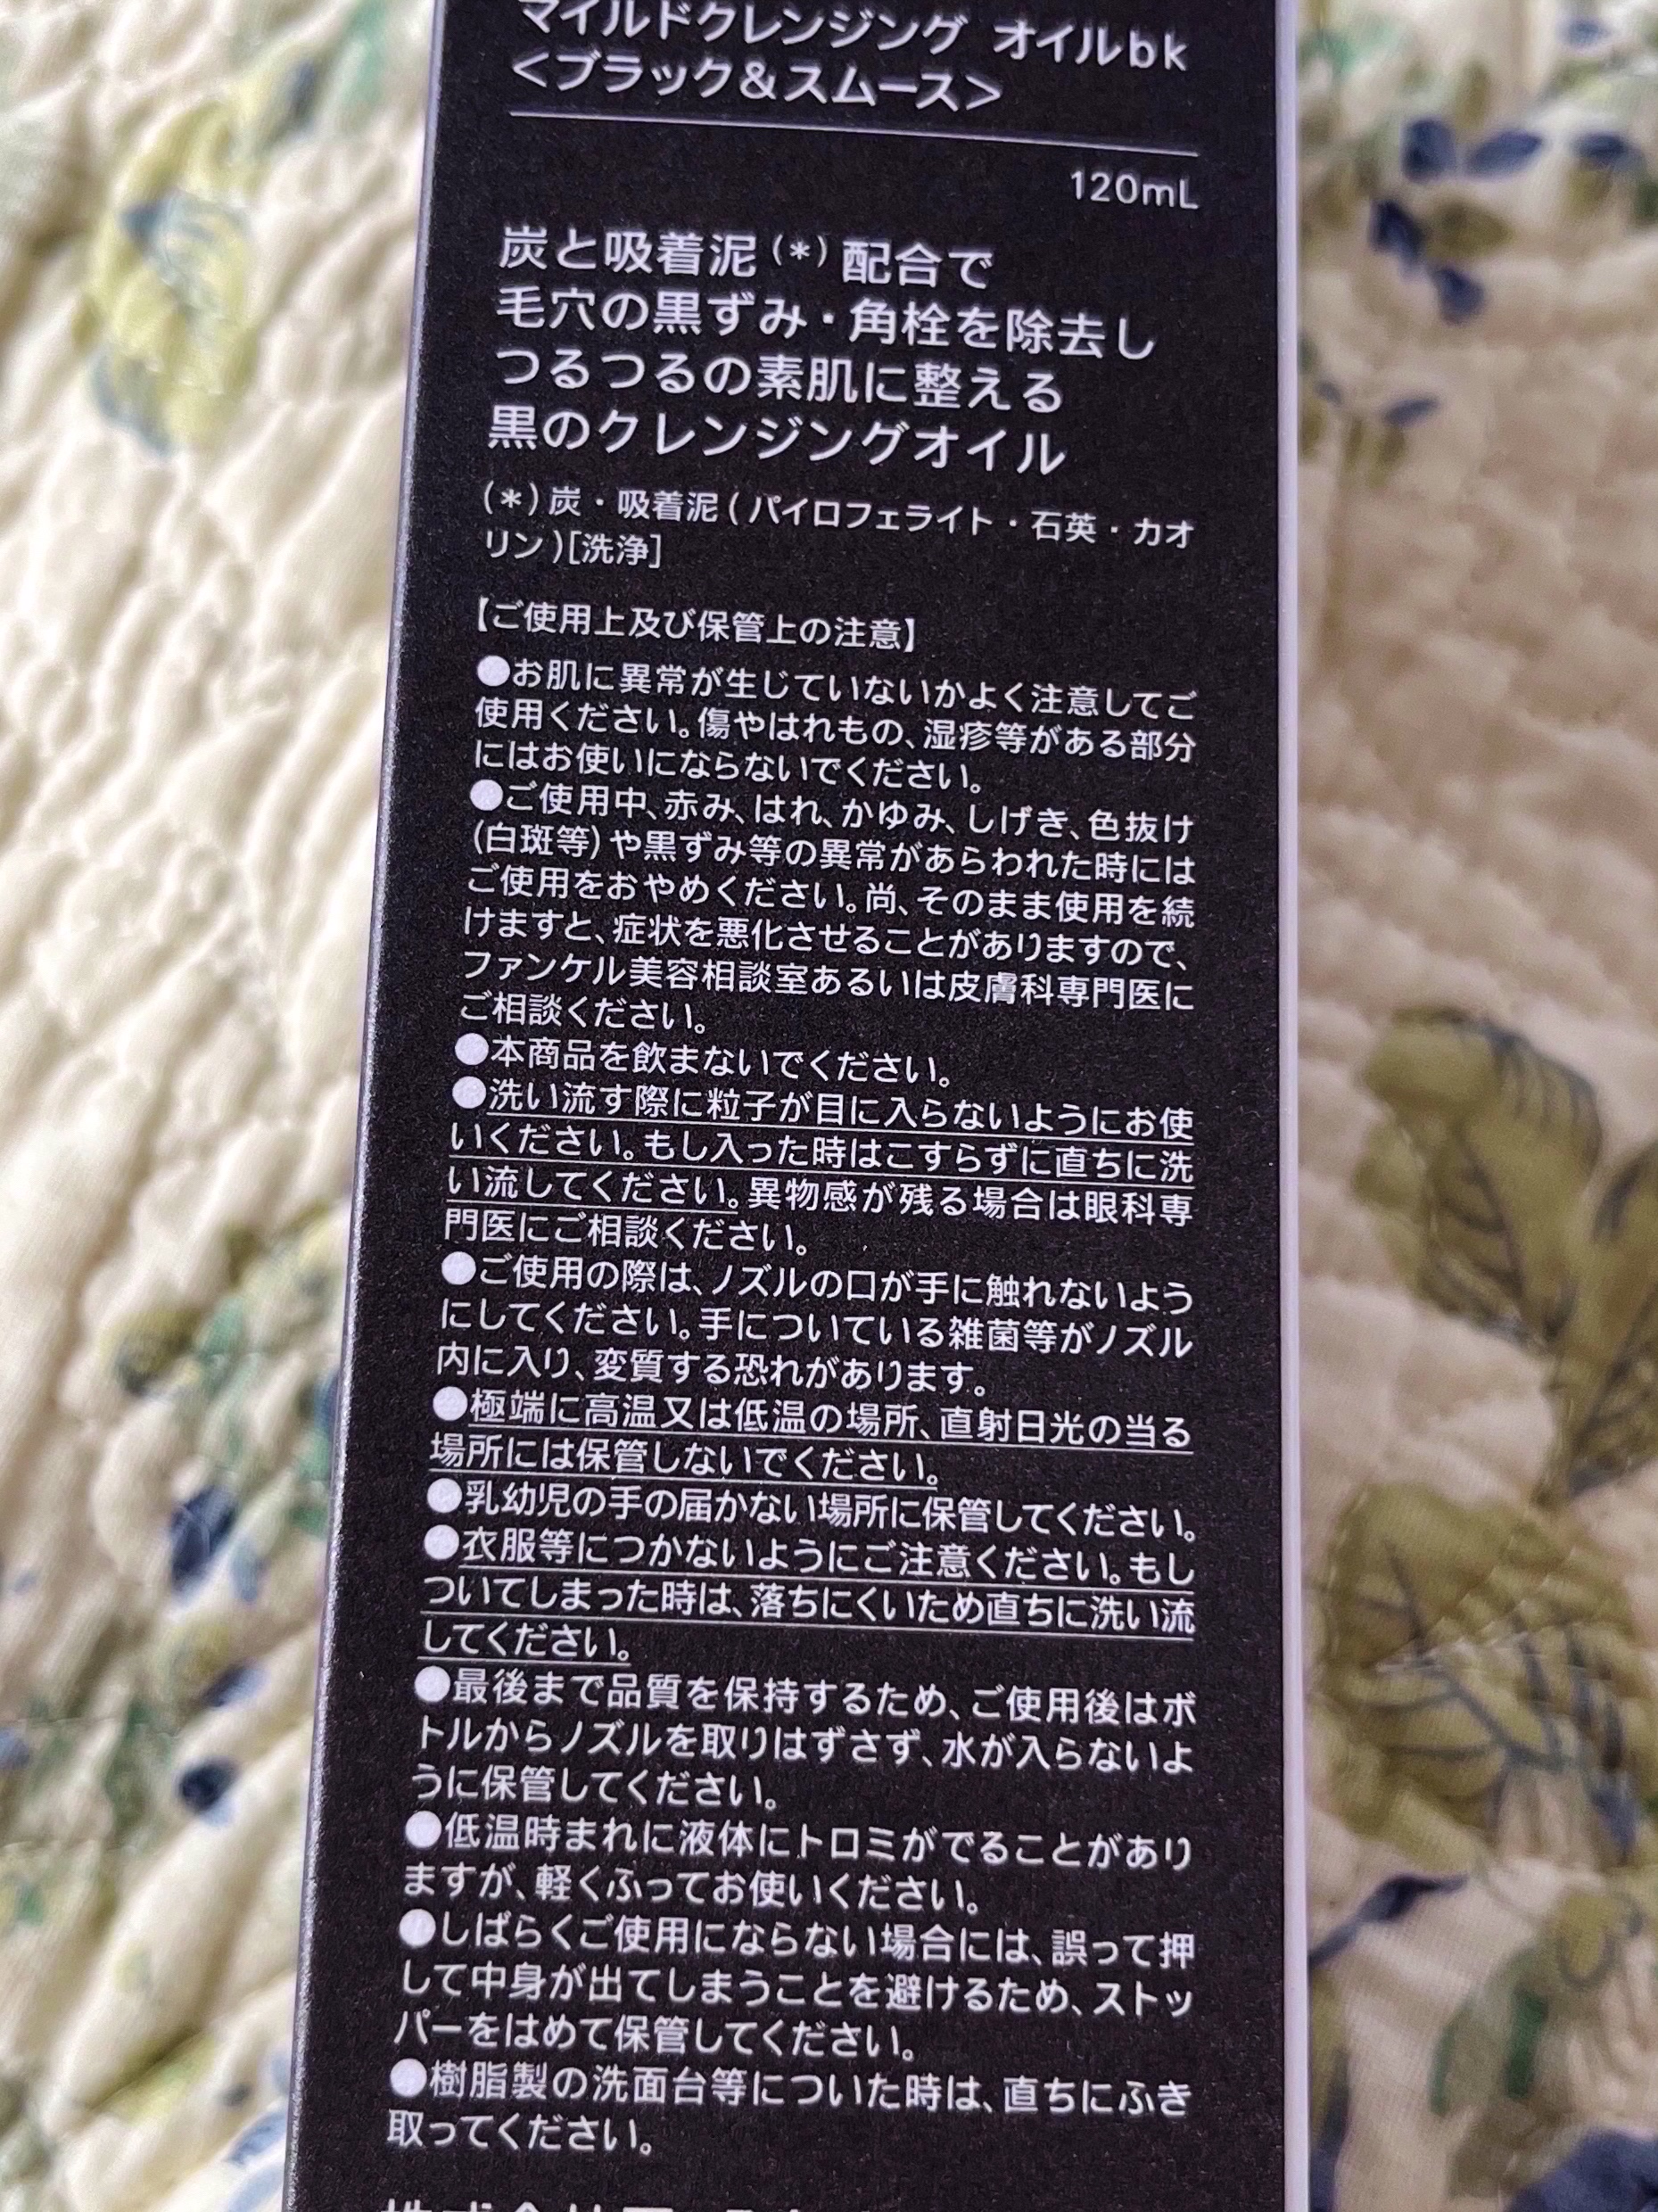 マイルドクレンジング オイルbk
<ブラック&スムース>
120mL
炭と吸着泥(*)配合で
毛穴の黒ずみ・角栓を除去し
つるつるの素肌に整える
黒のクレンジングオイル
(*)炭・吸着泥(パイロフェライト・石英・カオ
リン)[洗浄]
【ご使用上及び保管上の注意】
●お肌に異常が生じていないかよく注意してご
使用ください。傷やはれもの、湿疹等がある部分
にはお使いにならないでください。
●ご使用中、赤み、はれ、かゆみ、しげき、色抜け
(白斑等)や黒ずみ等の異常があらわれた時には
ご使用をおやめください。尚、そのまま使用を続
けますと、症状を悪化させることがありますので、
ファンケル美容相談室あるいは皮膚科専門医に
ご相談ください。
●本商品を飲まないでください。
●洗い流す際に粒子が目に入らないようにお使
いください。もし入った時はこすらずに直ちに洗
い流してください。異物感が残る場合は眼科専
門医にご相談ください。
●ご使用の際は、ノズルの口が手に触れないよう
にしてください。手についている雑菌等がノズル
内に入り、変質する恐れがあります。
●極端に高温又は低温の場所、直射日光の当る
場所には保管しないでください。
●乳幼児の手の届かない場所に保管してください。
●衣服等につかないようにご注意ください。もし
ついてしまった時は、落ちにくいため直ちに洗い流
してください。
●最後まで品質を保持するため、ご使用後はボ
トルからノズルを取りはずさず、水が入らないよ
うに保管してください。
●低温時まれに液体にトロミがでることがあり
ますが、軽くふってお使いください。
●しばらくご使用にならない場合には、誤って押
して中身が出てしまうことを避けるため、ストッ
パーをはめて保管してください。
●樹脂製の洗面台等についた時は、直ちにふき
取ってください。